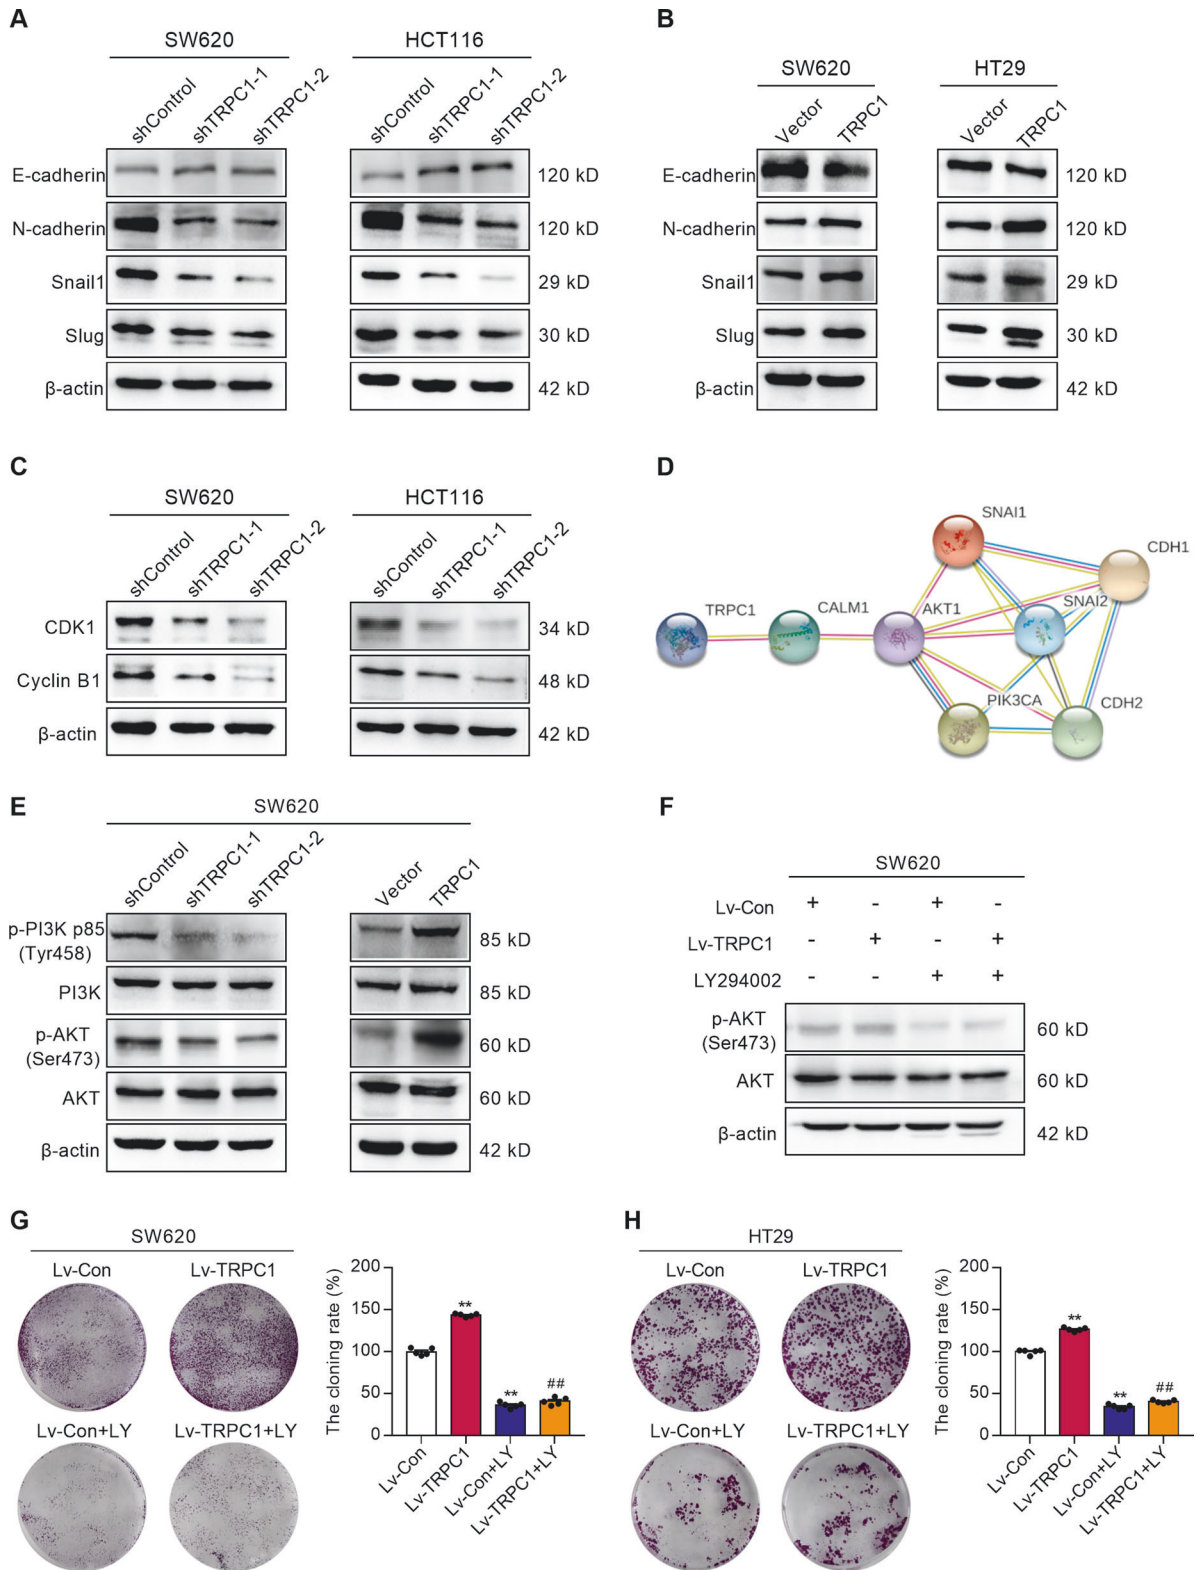 A
SW620
HCT116
shControl
shTRPC1-1
shTRPC1-2
shControl
shTRPC1-1
shTRPC1-2
E-cadherin
120 kD
N-cadherin
120 kD
Snail1
29 kD
Slug
30 kD
β-actin
42 kD
B
SW620
HT29
Vector
TRPC1
Vector
TRPC1
E-cadherin
120 kD
N-cadherin
120 kD
Snail1
29 kD
Slug
30 kD
β-actin
42 kD
C
SW620
HCT116
shControl
shTRPC1-1
shTRPC1-2
shControl
shTRPC1-1
shTRPC1-2
CDK1
34 kD
Cyclin B1
48 kD
β-actin
42 kD
D
SNAI1
CDH1
TRPC1
CALM1
AKT1
SNAI2
PIK3CA
CDH2
E
SW620
shControl
shTRPC1-1
shTRPC1-2
Vector
TRPC1
p-PI3K p85
(Tyr458)
85 kD
PI3K
85 kD
p-AKT
(Ser473)
60 kD
AKT
60 kD
β-actin
42 kD
F
SW620
Lv-Con + - + -
Lv-TRPC1 - + - +
LY294002 - - + +
p-AKT
(Ser473)
60 kD
AKT
60 kD
β-actin
42 kD
G
SW620
Lv-Con
Lv-TRPC1
Lv-Con+LY
Lv-TRPC1+LY
The cloning rate (%)
200
150
100
50
0
**
**
##
Lv-Con
Lv-TRPC1
Lv-Con+LY
Lv-TRPC1+LY
H
HT29
Lv-Con
Lv-TRPC1
Lv-Con+LY
Lv-TRPC1+LY
The cloning rate (%)
200
150
100
50
0
**
**
##
Lv-Con
Lv-TRPC1
Lv-Con+LY
Lv-TRPC1+LY